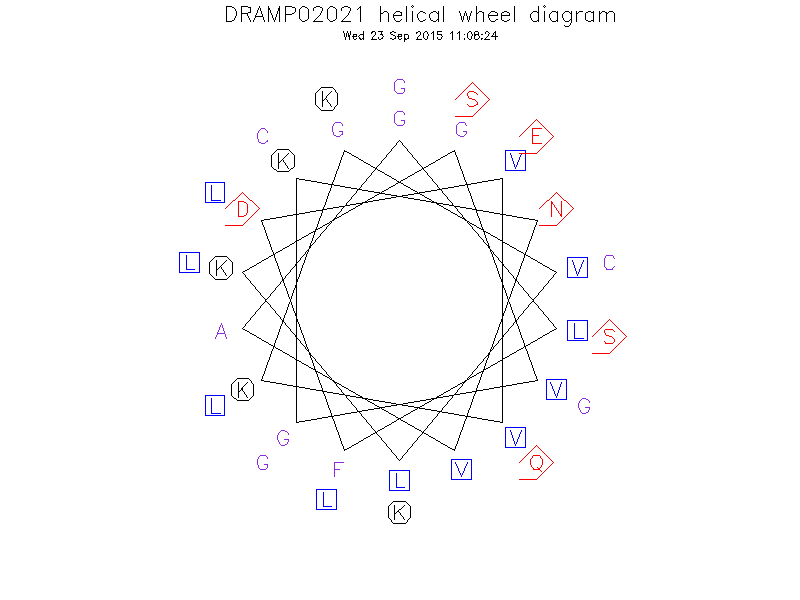 DRAMP02021 helical wheel diagram
Wed 23 Sep 2015 11:08:24
G
K S
G
G G
C E
K V
L
D N
L K V C
A L S
K V
L G
G V
G F V Q
L
L
K